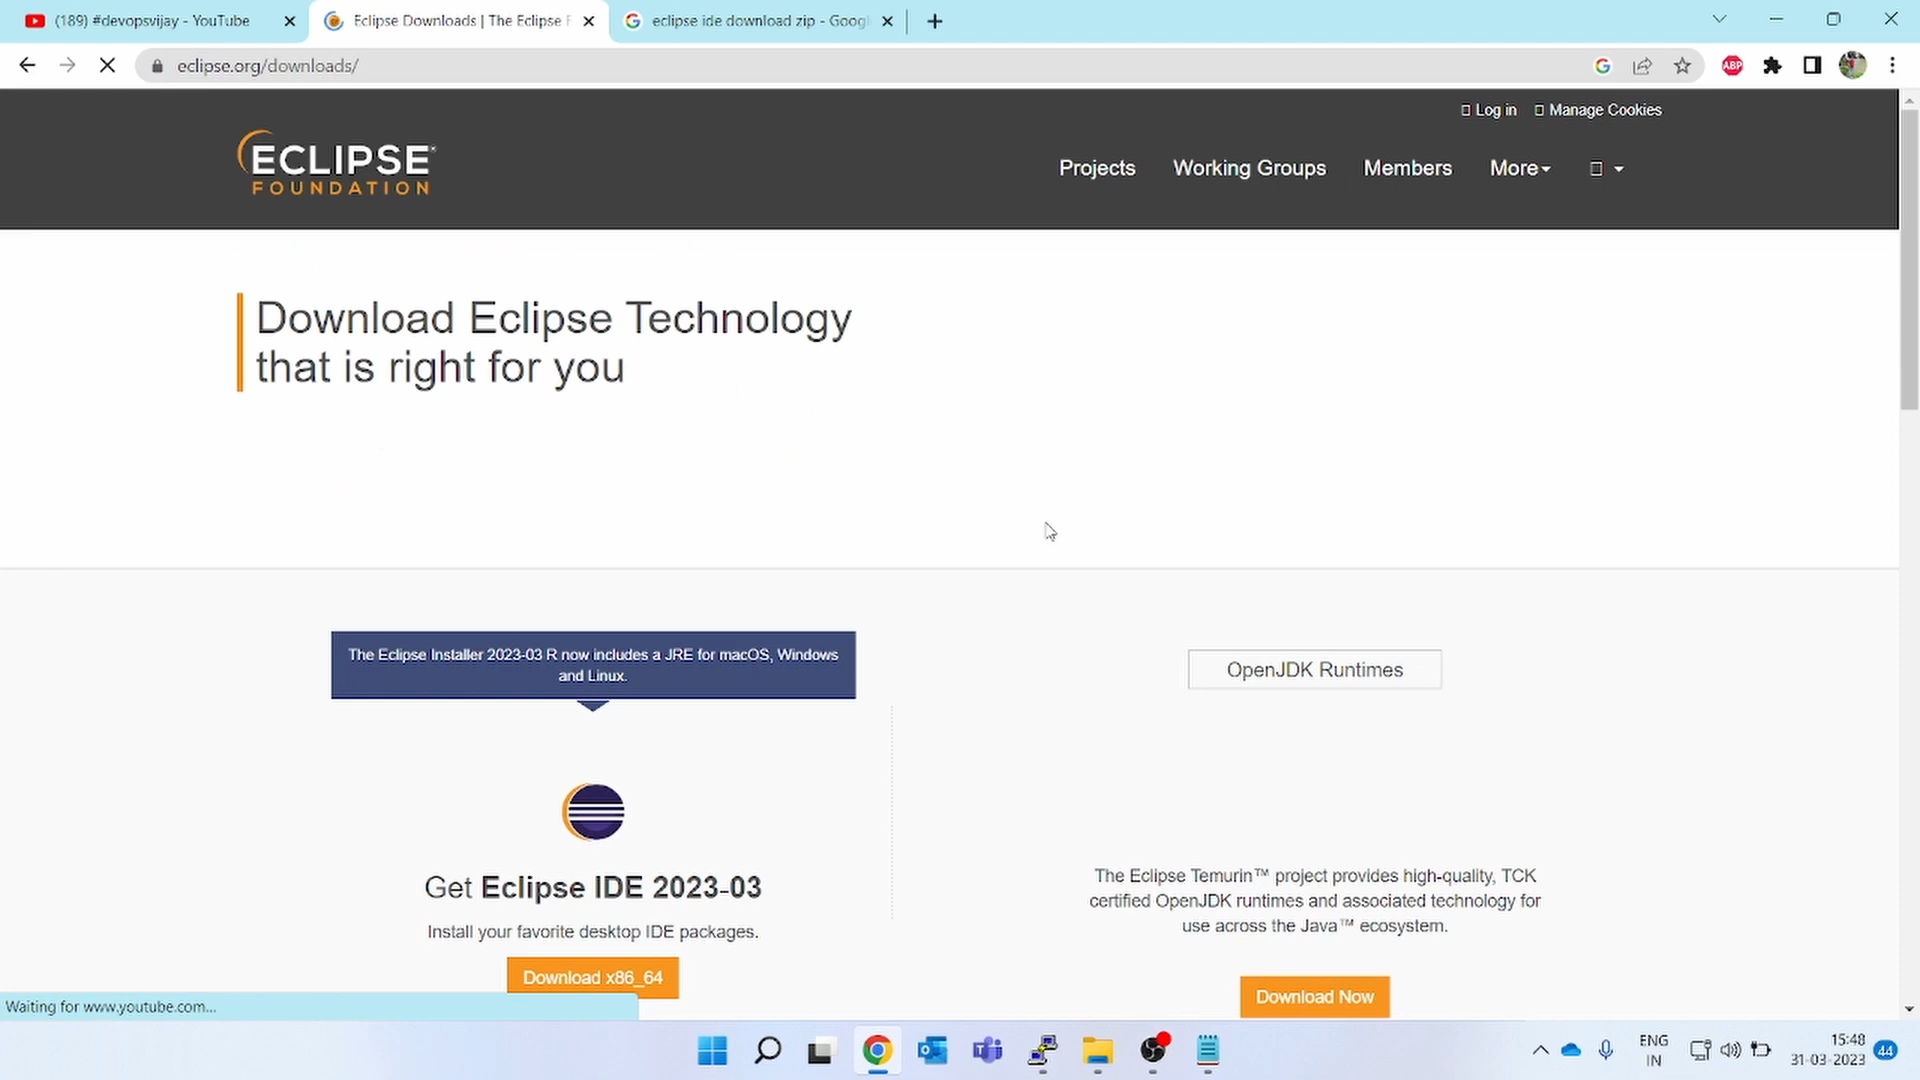 (189) #devopsvijay - YouTube
Eclipse Downloads | The Eclipse F
eclipse ide download zip - Goog
eclipse.org/downloads/
ABP
Log in
Manage Cookies
ECLIPSE
FOUNDATION
Projects
Working Groups
Members
More
Download Eclipse Technology
that is right for you
The Eclipse Installer 2023-03 R now includes a JRE for macOS, Windows
and Linux.
OpenJDK Runtimes
Get Eclipse IDE 2023-03
Install your favorite desktop IDE packages.
Download x86_64
The Eclipse Temurin™ project provides high-quality, TCK
certified OpenJDK runtimes and associated technology for
use across the Java™ ecosystem.
Download Now
Waiting for www.youtube.com...
ENG
IN
15:48
31-03-2023
44